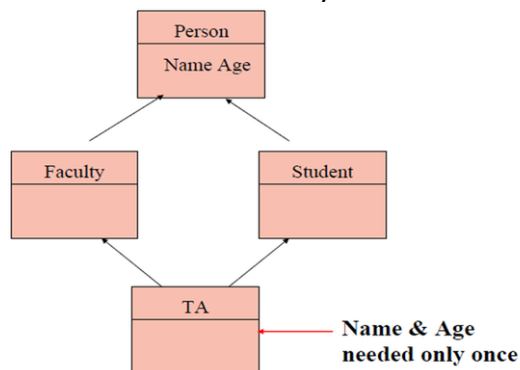 Person
Name Age
Faculty
Student
TA
Name & Age
needed only once